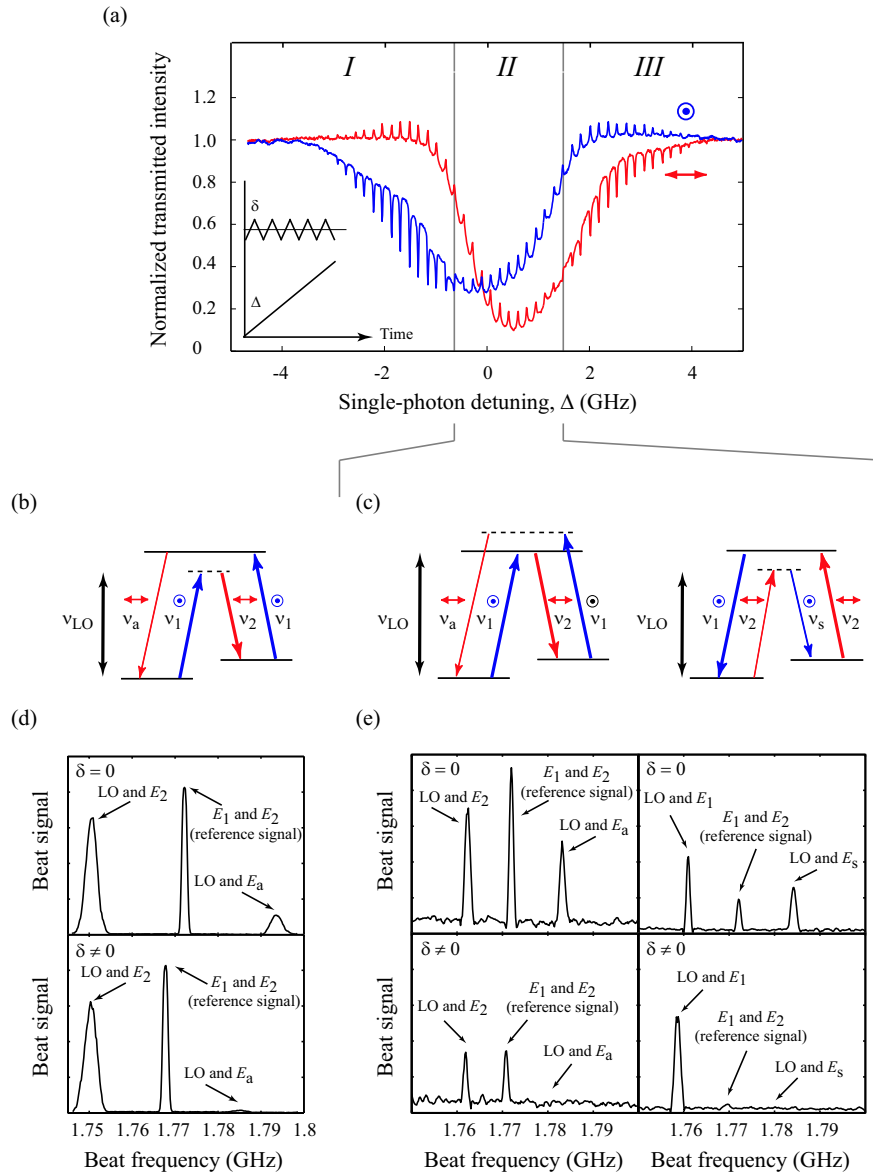 (a)
I II III
Normalized transmitted intensity
1.2
1.0
0.8
0.6
0.4
0.2
0
δ
Δ
Time
-4 -2 0 2 4
Single-photon detuning, Δ (GHz)
(b) (c)
νLO νa ν1 ν2 ν1
νLO νa ν1 ν2 ν1
νLO ν1 ν2 νs ν2
(d) (e)
δ = 0
LO and E2
E1 and E2
(reference signal)
LO and Ea
Beat signal
δ ≠ 0
LO and E2
E1 and E2
(reference signal)
LO and Ea
Beat signal
1.75 1.76 1.77 1.78 1.79 1.8
Beat frequency (GHz)
δ = 0
LO and E2
E1 and E2
(reference signal)
LO and Ea
Beat signal
δ = 0
LO and E1
E1 and E2
(reference signal)
LO and Es
δ ≠ 0
LO and E2
E1 and E2
(reference signal)
LO and Ea
Beat signal
δ ≠ 0
LO and E1
E1 and E2
(reference signal)
LO and Es
1.76 1.77 1.78 1.79
1.76 1.77 1.78 1.79
Beat frequency (GHz)